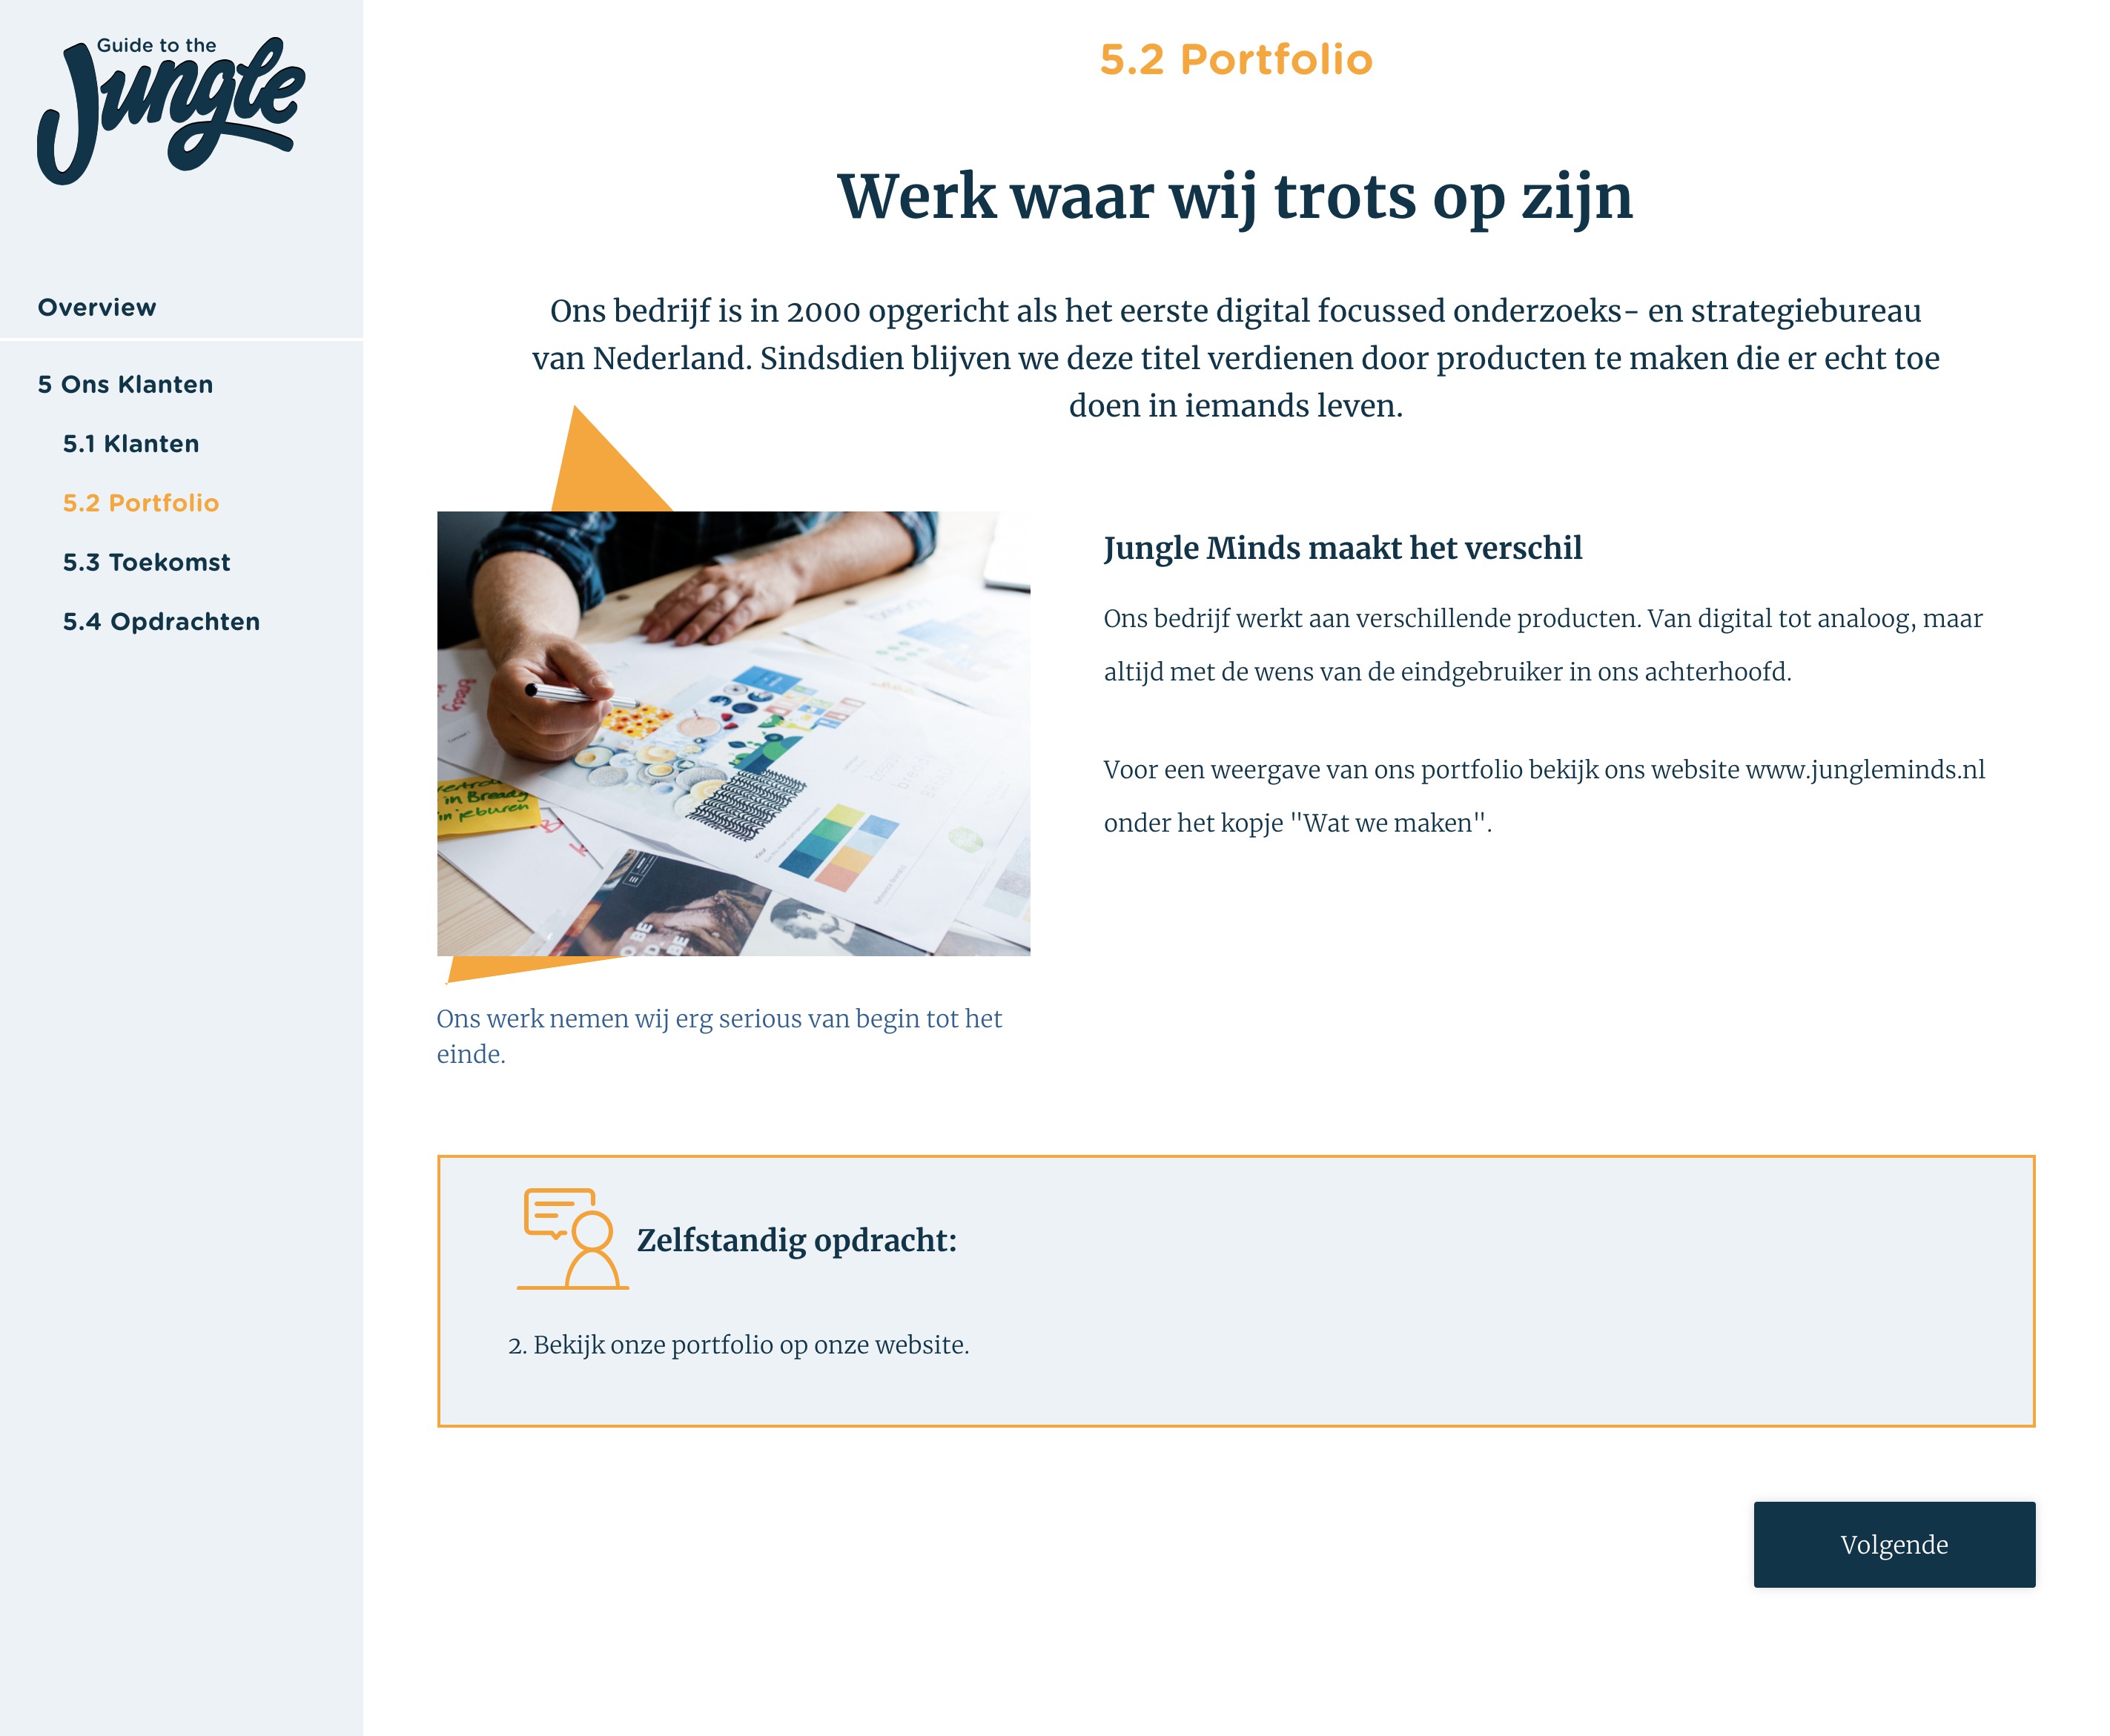 Guide to the
Jungle
Overview
5 Ons Klanten
5.1 Klanten
5.2 Portfolio
5.3 Toekomst
5.4 Opdrachten
5.2 Portfolio
Werk waar wij trots op zijn
Ons bedrijf is in 2000 opgericht als het eerste digital focussed onderzoeks- en strategiebureau
van Nederland. Sindsdien blijven we deze titel verdienen door producten te maken die er echt toe
doen in iemands leven.
in Bready
in je buren
Jungle Minds maakt het verschil
Ons bedrijf werkt aan verschillende producten. Van digital tot analoog, maar
altijd met de wens van de eindgebruiker in ons achterhoofd.
Voor een weergave van ons portfolio bekijk ons website www.jungleminds.nl
onder het kopje "Wat we maken".
Ons werk nemen wij erg serious van begin tot het
einde.
Zelfstandig opdracht:
2. Bekijk onze portfolio op onze website.
Volgende